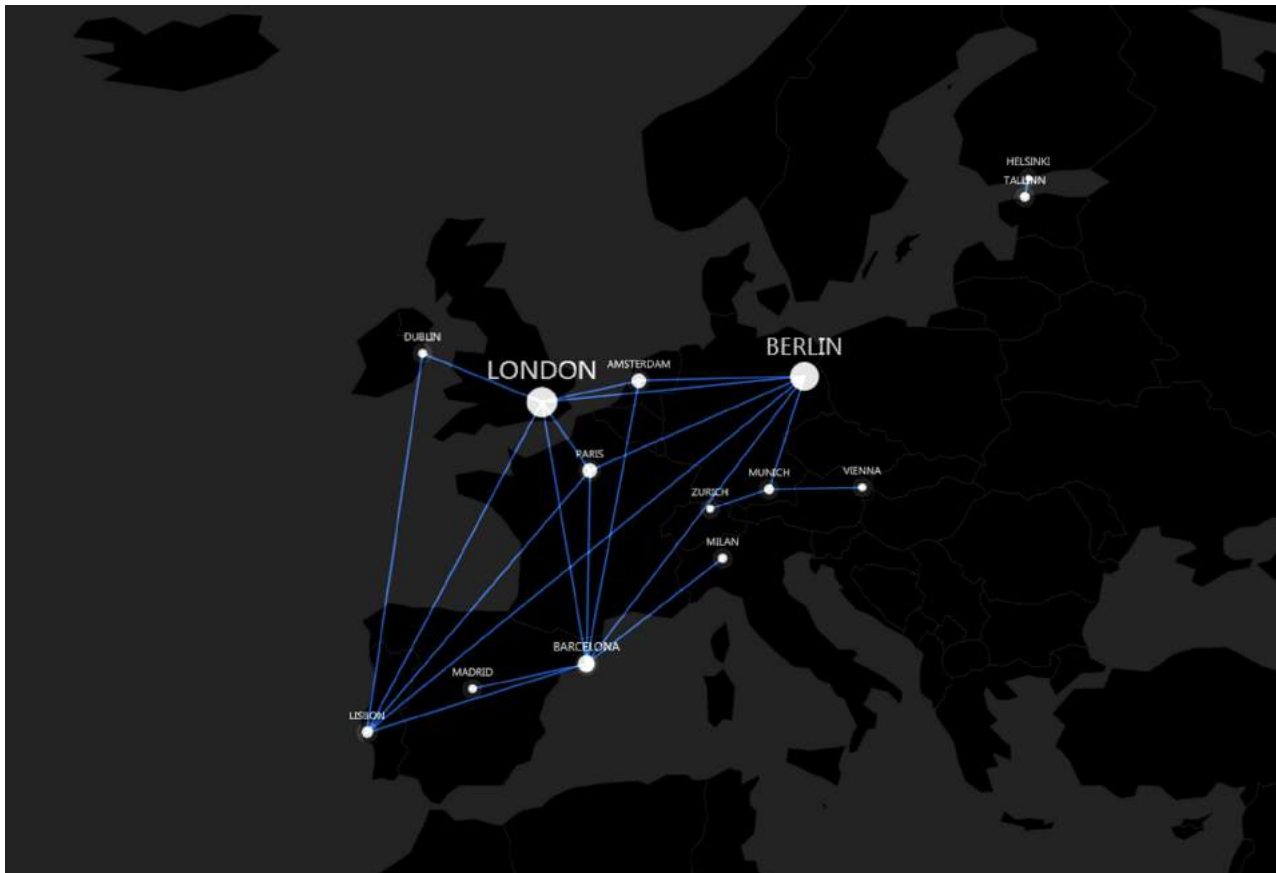 HELSINKI
TALLINN
DUBLIN
BERLIN
LONDON
AMSTERDAM
PARIS
MUNICH
VIENNA
ZURICH
MILAN
BARCELONA
MADRID
LISBON